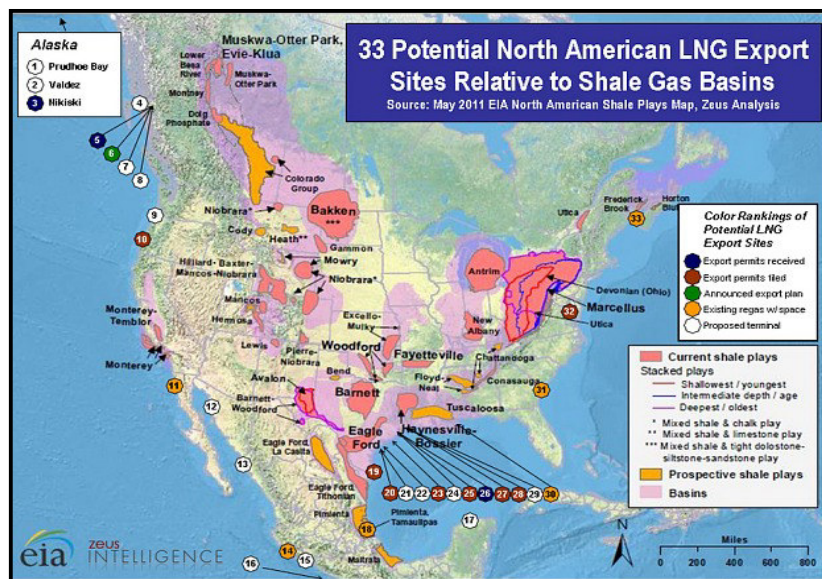 33 Potential North American LNG Export
Sites Relative to Shale Gas Basins
Source: May 2011 EIA North American Shale Plays Map, Zeus Analysis
Alaska
1 Prudhoe Bay
2 Valdez
3 Nikiski
Muskwa-Otter Park,
Evie-Klua
Lower
Besa
River
Muskwa-
Otter Park
Montney
Doig
Phosphate
4
5
6
7
8
9
10
Colorado
Group
Niobrara*
Bakken
***
Cody
Heath**
Gammon
Hilliard-Baxter-
Mancos-Niobrara
Mowry
Niobrara*
Mancos
Hermosa
Lewis
Pierre-
Niobrara
Monterey-
Temblor
Monterey
11
12
13
Excello-
Mulky
Woodford
Fayetteville
New
Albany
Antrim
Utica
Frederick
Brook
Horton
Bluff
33
Devonian (Ohio)
Marcellus
Utica
32
Chattanooga
Bend
Floyd-
Neal
Conasauga
31
Avalon
Barnett-
Woodford
Barnett
Tuscaloosa
Eagle
Ford
Haynesville-
Bossier
Eagle Ford,
La Casita
Eagle Ford,
Tithonian
Pimienta
Pimienta,
Tamaulipas
Maltrata
19
20 21 22 23 24 25 26 27 28 29 30
17
18
14
15
16
Color Rankings of
Potential LNG
Export Sites
Export permits received
Export permits filed
Announced export plan
Existing regas w/ space
Proposed terminal
Current shale plays
Stacked plays
Shallowest / youngest
Intermediate depth / age
Deepest / oldest
* Mixed shale & chalk play
** Mixed shale & limestone play
*** Mixed shale & tight dolostone-
siltstone-sandstone play
Prospective shale plays
Basins
N
Miles
0 200 400 600 800
eia
zeus
INTELLIGENCE